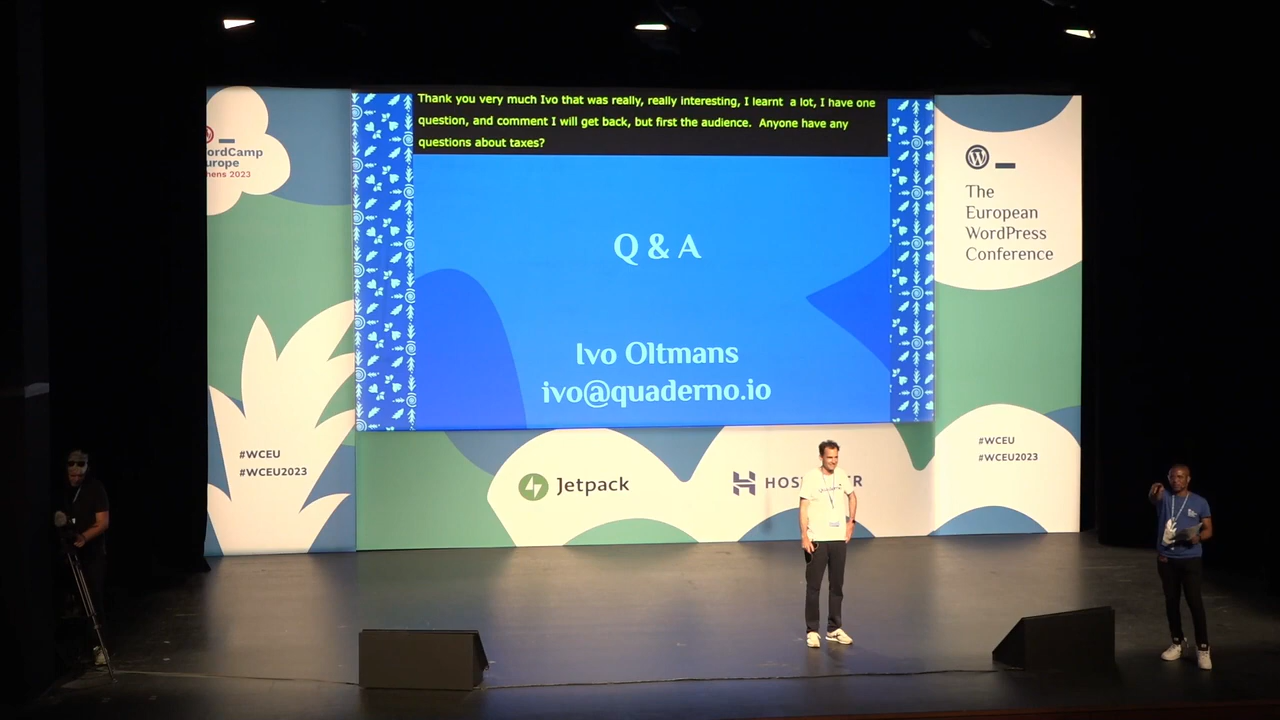 Thank you very much Ivo that was really, really interesting, I learnt a lot, I have one
question, and comment I will get back, but first the audience. Anyone have any
questions about taxes?
ordCamp
urope
hens 2023
The
European
WordPress
Conference
Q & A
Ivo Oltmans
ivo@quaderno.io
#WCEU
#WCEU2023
#WCEU
#WCEU2023
Jetpack